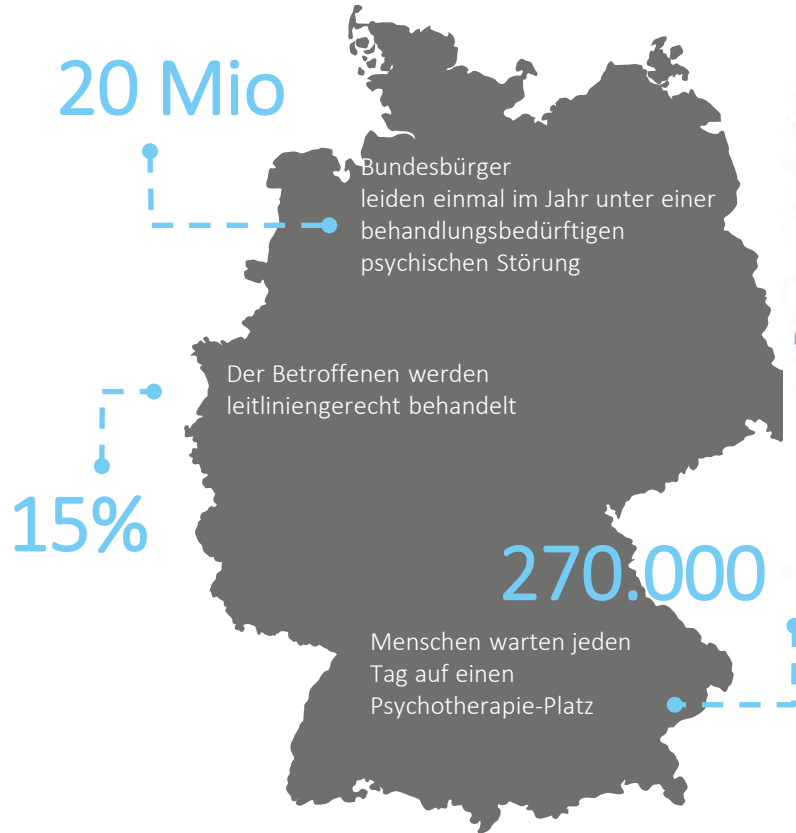 20 Mio
Bundesbürger
leiden einmal im Jahr unter einer
behandlungsbedürftigen
psychischen Störung
Der Betroffenen werden
leitliniengerecht behandelt
15%
270.000
Menschen warten jeden
Tag auf einen
Psychotherapie-Platz